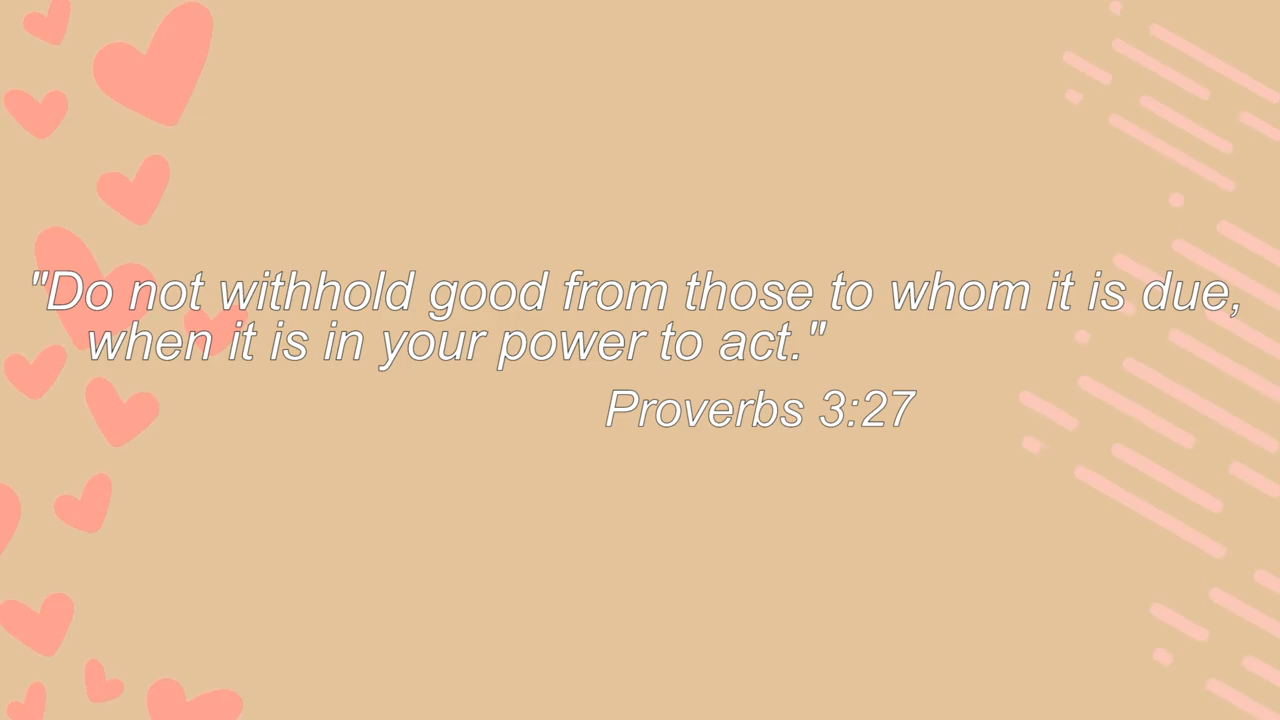 "Do not withhold good from those to whom it is due,
when it is in your power to act."
Proverbs 3:27